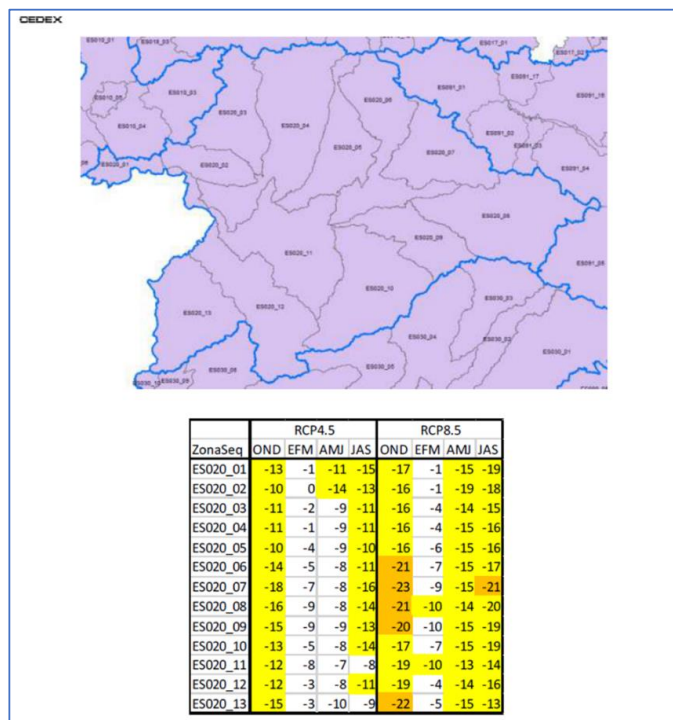 CEDEX
ES020_03
ES020_04
ES020_05
ES020_06
ES020_07
ES020_02
ES020_01
ES020_08
ES020_09
ES020_11
ES020_10
ES020_12
ES020_13
ES010_03
ES010_04
ES017_01
ES017_02
ES091_01
ES091_17
ES091_02
ES091_03
ES091_04
ES030_03
ES030_04
ES030_02
ES030_01
ES030_05
RCP4.5 RCP8.5
ZonaSeq OND EFM AMJ JAS OND EFM AMJ JAS
ES020_01 -13 -1 -11 -15 -17 -1 -15 -19
ES020_02 -10 0 -14 -13 -16 -1 -19 -18
ES020_03 -11 -2 -9 -11 -16 -4 -14 -15
ES020_04 -11 -1 -9 -11 -16 -4 -15 -16
ES020_05 -10 -4 -9 -10 -16 -6 -15 -16
ES020_06 -14 -5 -8 -11 -21 -7 -15 -17
ES020_07 -18 -7 -8 -16 -23 -9 -15 -21
ES020_08 -16 -9 -8 -14 -21 -10 -14 -20
ES020_09 -15 -9 -9 -13 -20 -10 -15 -19
ES020_10 -13 -5 -8 -14 -17 -7 -15 -19
ES020_11 -12 -8 -7 -8 -19 -10 -13 -14
ES020_12 -12 -3 -8 -11 -19 -4 -14 -16
ES020_13 -15 -3 -10 -9 -22 -5 -15 -13